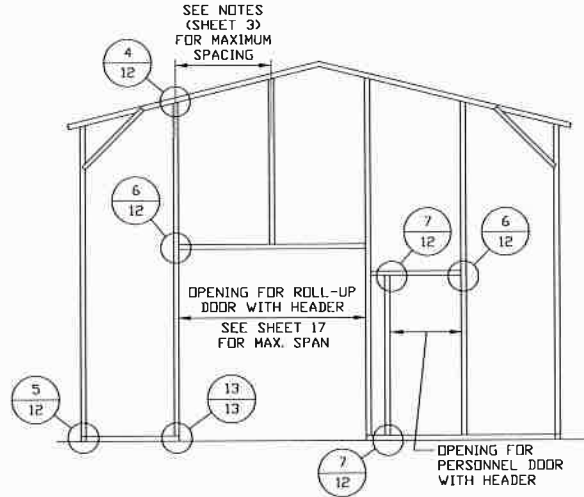 SEE NOTES
(SHEET 3)
FOR MAXIMUM
SPACING
4
12
6
12
7
12
6
12
OPENING FOR ROLL-UP
DOOR WITH HEADER
SEE SHEET 17
FOR MAX. SPAN
5
12
13
13
7
12
OPENING FOR
PERSONNEL DOOR
WITH HEADER